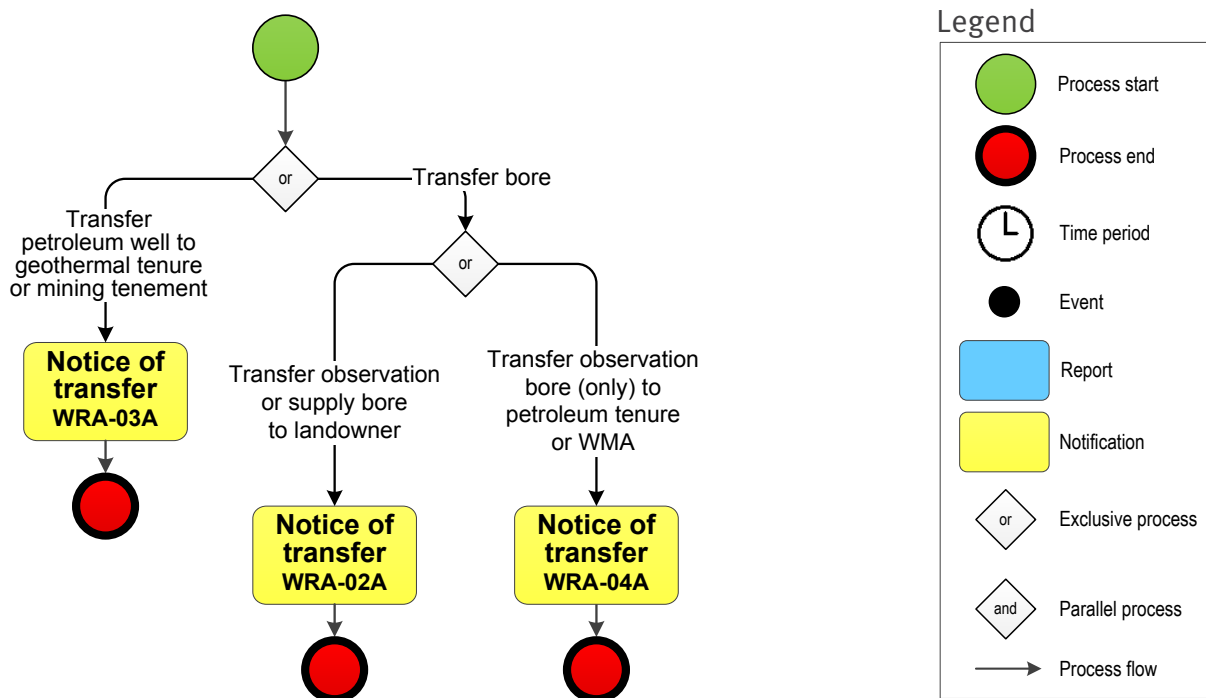 or
Transfer bore
Transfer
petroleum well to
geothermal tenure
or mining tenement
or
Notice of
transfer
WRA-03A
Transfer observation
or supply bore
to landowner
Transfer observation
bore (only) to
petroleum tenure
or WMA
Notice of
transfer
WRA-02A
Notice of
transfer
WRA-04A
Legend
Process start
Process end
Time period
Event
Report
Notification
or
Exclusive process
and
Parallel process
Process flow